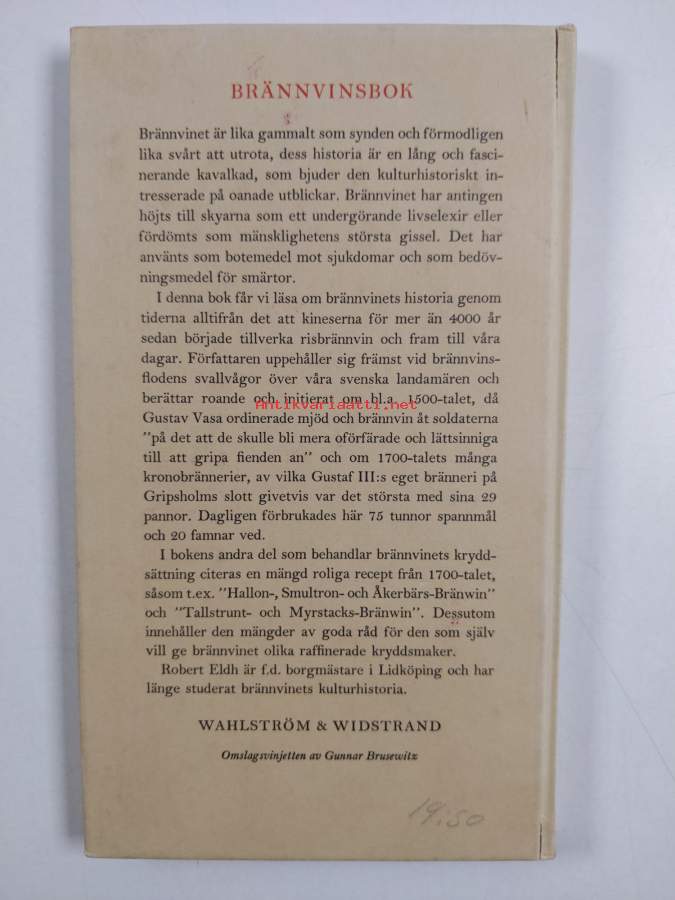 BRÄNNVINSBOK
Brännvinet är lika gammalt som synden och förmodligen
lika svårt att utrota, dess historia är en lång och fasci-
nerande kavalkad, som bjuder den kulturhistoriskt in-
tresserade på oanade utblickar. Brännvinet har antingen
höjts till skyarna som ett undergörande livselexir eller
fördömts som mänsklighetens största gissel. Det har
använts som botemedel mot sjukdomar och som bedöv-
ningsmedel för smärtor.
I denna bok får vi läsa om brännvinets historia genom
tiderna alltifrån det att kineserna för mer än 4000 år
sedan började tillverka risbrännvin och fram till våra
dagar. Författaren uppehåller sig främst vid brännvins-
flodens svallvågor över våra svenska landamären och
berättar roande och initierat om bl.a. 1500-talet, då
Antikvariaatti.net
Gustav Vasa ordinerade mjöd och brännvin åt soldaterna
"på det att de skulle bli mera oförfärade och lättsinniga
till att gripa fienden an" och om 1700-talets många
kronobrännerier, av vilka Gustaf III:s eget bränneri på
Gripsholms slott givetvis var det största med sina 29
pannor. Dagligen förbrukades här 75 tunnor spannmål
och 20 famnar ved.
I bokens andra del som behandlar brännvinets krydd-
sättning citeras en mängd roliga recept från 1700-talet,
såsom t.ex. "Hallon-, Smultron- och Åkerbärs-Bränwin"
och "Tallstrunt- och Myrstacks-Bränwin". Dessutom
innehåller den mängder av goda råd för den som själv
vill ge brännvinet olika raffinerade kryddsmaker.
Robert Eldh är f.d. borgmästare i Lidköping och har
länge studerat brännvinets kulturhistoria.
WAHLSTRÖM & WIDSTRAND
Omslagsvinjetten av Gunnar Brusewitz
19:50